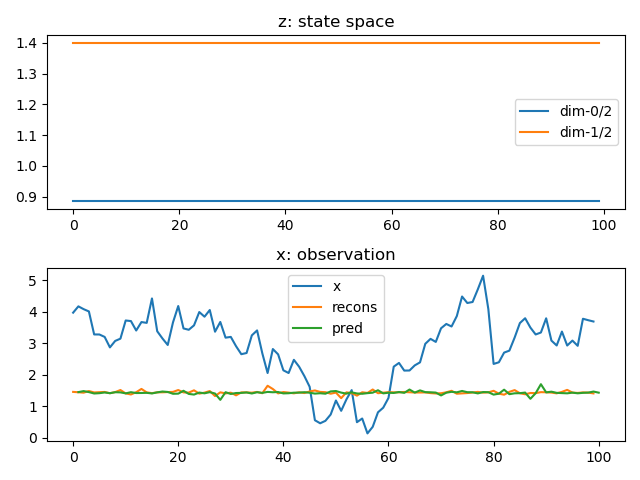 z: state space
1.4
1.3
1.2
1.1
1.0
0.9
dim-0/2
dim-1/2
0 20 40 60 80 100
x: observation
5
4
3
2
1
0
x
recons
pred
0 20 40 60 80 100